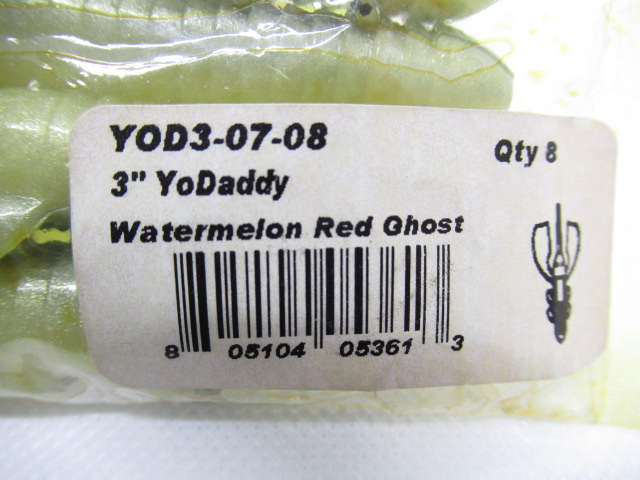 YOD3-07-08
Qty 8
3" YoDaddy
Watermelon Red Ghost
8 05104 05361 3